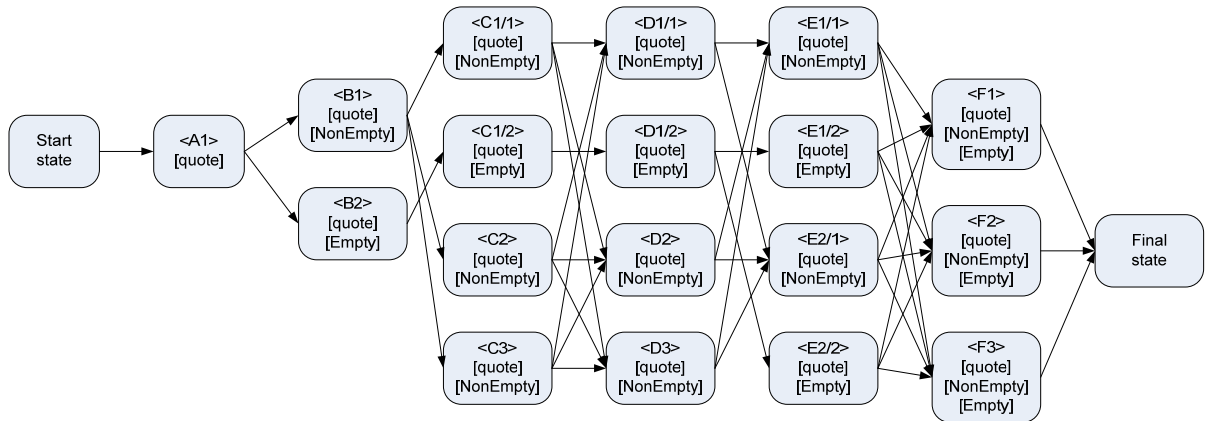 Start
state
<A1>
[quote]
<B1>
[quote]
[NonEmpty]
<B2>
[quote]
[Empty]
<C1/1>
[quote]
[NonEmpty]
<C1/2>
[quote]
[Empty]
<C2>
[quote]
[NonEmpty]
<C3>
[quote]
[NonEmpty]
<D1/1>
[quote]
[NonEmpty]
<D1/2>
[quote]
[Empty]
<D2>
[quote]
[NonEmpty]
<D3>
[quote]
[NonEmpty]
<E1/1>
[quote]
[NonEmpty]
<E1/2>
[quote]
[Empty]
<E2/1>
[quote]
[NonEmpty]
<E2/2>
[quote]
[Empty]
<F1>
[quote]
[NonEmpty]
[Empty]
<F2>
[quote]
[NonEmpty]
[Empty]
<F3>
[quote]
[NonEmpty]
[Empty]
Final
state